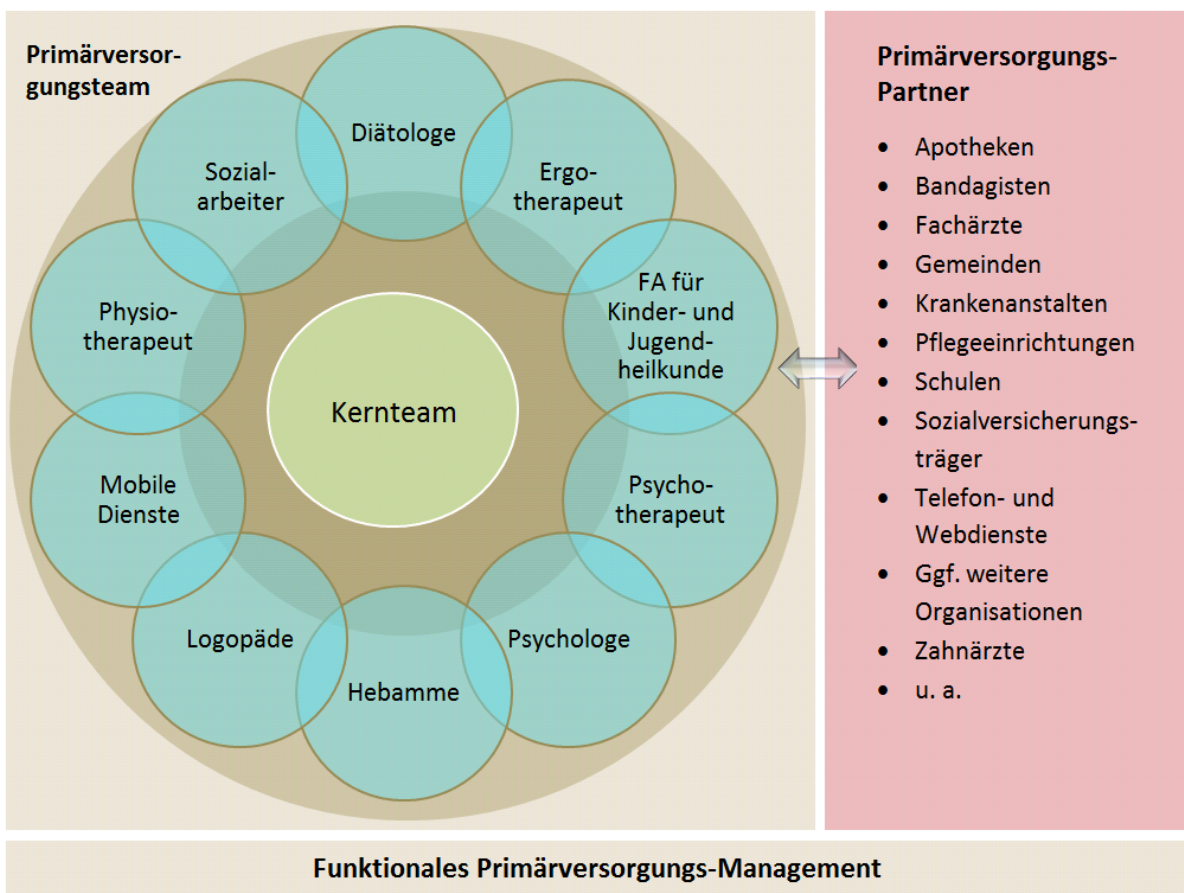 Primärversor-
gungsteam
Diätologe
Ergo-
therapeut
FA für
Kinder- und
Jugend-
heilkunde
Psycho-
therapeut
Psychologe
Hebamme
Logopäde
Mobile
Dienste
Physio-
therapeut
Sozial-
arbeiter
Kernteam
Primärversorgungs-
Partner
• Apotheken
• Bandagisten
• Fachärzte
• Gemeinden
• Krankenanstalten
• Pflegeeinrichtungen
• Schulen
• Sozialversicherungs-
träger
• Telefon- und
Webdienste
• Ggf. weitere
Organisationen
• Zahnärzte
• u. a.
Funktionales Primärversorgungs-Management